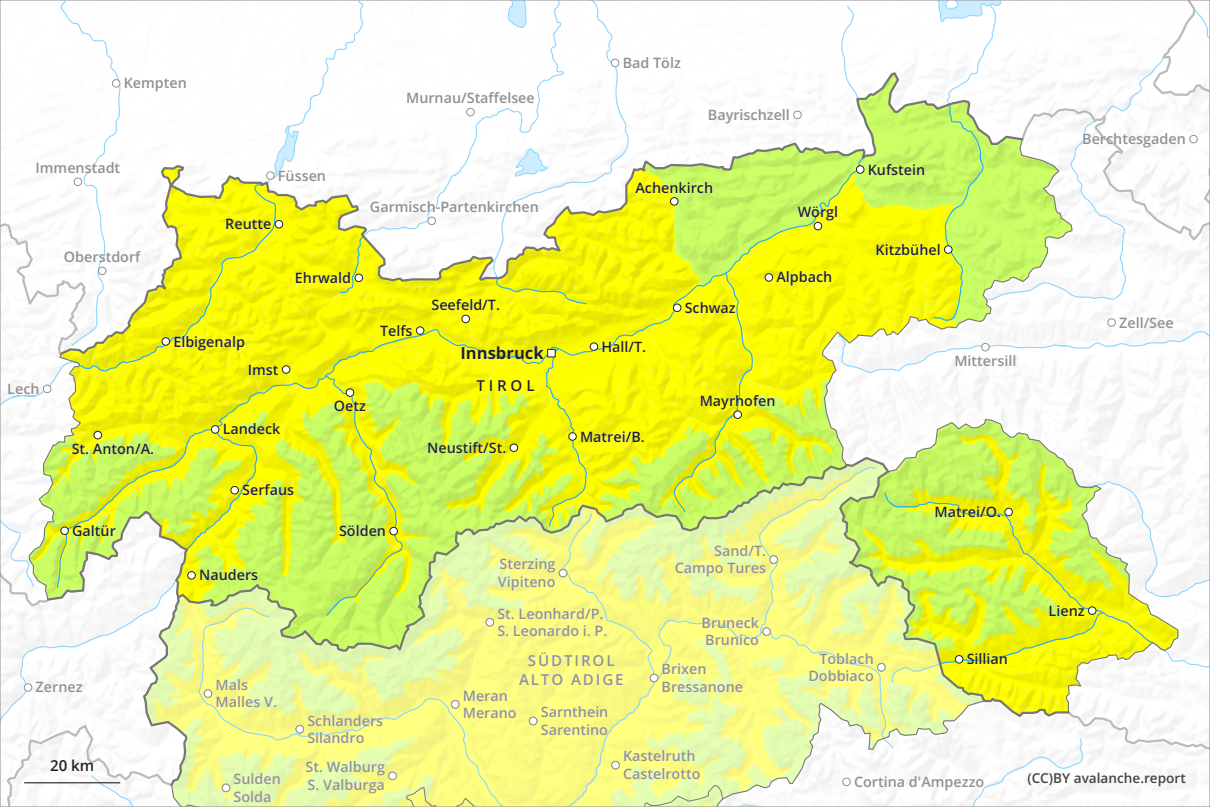 Kempten
Bad Tölz
Murnau/Staffelsee
Bayrischzell
Berchtesgaden
Immenstadt
Füssen
Kufstein
Achenkirch
Garmisch-Partenkirchen
Wörgl
Reutte
Kitzbühel
Oberstdorf
Ehrwald
Alpbach
Seefeld/T.
Schwaz
Telfs
Zell/See
Elbigenalp
Innsbruck
Hall/T.
Mittersill
Imst
TIROL
Lech
Oetz
Mayrhofen
Landeck
Matrei/B.
St. Anton/A.
Neustift/St.
Serfaus
Matrei/O.
Galtür
Sölden
Sterzing
Vipiteno
Sand/T.
Campo Tures
Nauders
St. Leonhard/P.
S. Leonardo i. P.
Bruneck
Brunico
Lienz
SÜDTIROL
ALTO ADIGE
Toblach
Dobbiaco
Sillian
Brixen
Bressanone
Zernez
Mals
Malles V.
Meran
Merano
Sarnthein
Sarentino
Schlanders
Silandro
Kastelruth
Castelrotto
St. Walburg
S. Valburga
20 km
Sulden
Solda
Cortina d'Ampezzo
(CC)BY avalanche.report